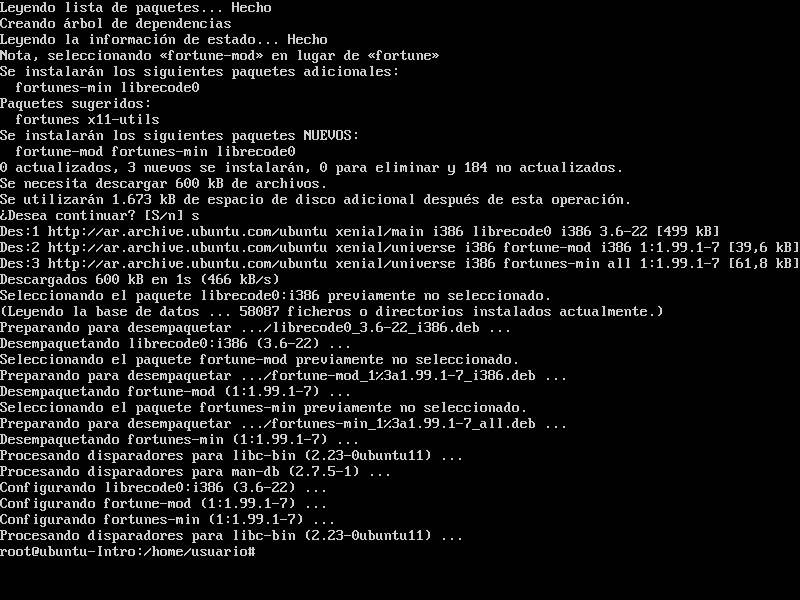 Leyendo lista de paquetes... Hecho
Creando árbol de dependencias
Leyendo la información de estado... Hecho
Nota, seleccionando «fortune-mod» en lugar de «fortune»
Se instalarán los siguientes paquetes adicionales:
  fortunes-min librecode0
Paquetes sugeridos:
  fortunes x11-utils
Se instalarán los siguientes paquetes NUEVOS:
  fortune-mod fortunes-min librecode0
0 actualizados, 3 nuevos se instalarán, 0 para eliminar y 184 no actualizados.
Se necesita descargar 600 kB de archivos.
Se utilizarán 1.673 kB de espacio de disco adicional después de esta operación.
¿Desea continuar? [S/n] s
Des:1 http://ar.archive.ubuntu.com/ubuntu xenial/main i386 librecode0 i386 3.6-22 [499 kB]
Des:2 http://ar.archive.ubuntu.com/ubuntu xenial/universe i386 fortune-mod i386 1:1.99.1-7 [39,6 kB]
Des:3 http://ar.archive.ubuntu.com/ubuntu xenial/universe i386 fortunes-min all 1:1.99.1-7 [61,8 kB]
Descargados 600 kB en 1s (466 kB/s)
Seleccionando el paquete librecode0:i386 previamente no seleccionado.
(Leyendo la base de datos ... 58087 ficheros o directorios instalados actualmente.)
Preparando para desempaquetar .../librecode0_3.6-22_i386.deb ...
Desempaquetando librecode0:i386 (3.6-22) ...
Seleccionando el paquete fortune-mod previamente no seleccionado.
Preparando para desempaquetar .../fortune-mod_1%3a1.99.1-7_i386.deb ...
Desempaquetando fortune-mod (1:1.99.1-7) ...
Seleccionando el paquete fortunes-min previamente no seleccionado.
Preparando para desempaquetar .../fortunes-min_1%3a1.99.1-7_all.deb ...
Desempaquetando fortunes-min (1:1.99.1-7) ...
Procesando disparadores para libc-bin (2.23-0ubuntu11) ...
Procesando disparadores para man-db (2.7.5-1) ...
Configurando librecode0:i386 (3.6-22) ...
Configurando fortune-mod (1:1.99.1-7) ...
Configurando fortunes-min (1:1.99.1-7) ...
Procesando disparadores para libc-bin (2.23-0ubuntu11) ...
root@ubuntu-Intro:/home/usuario#